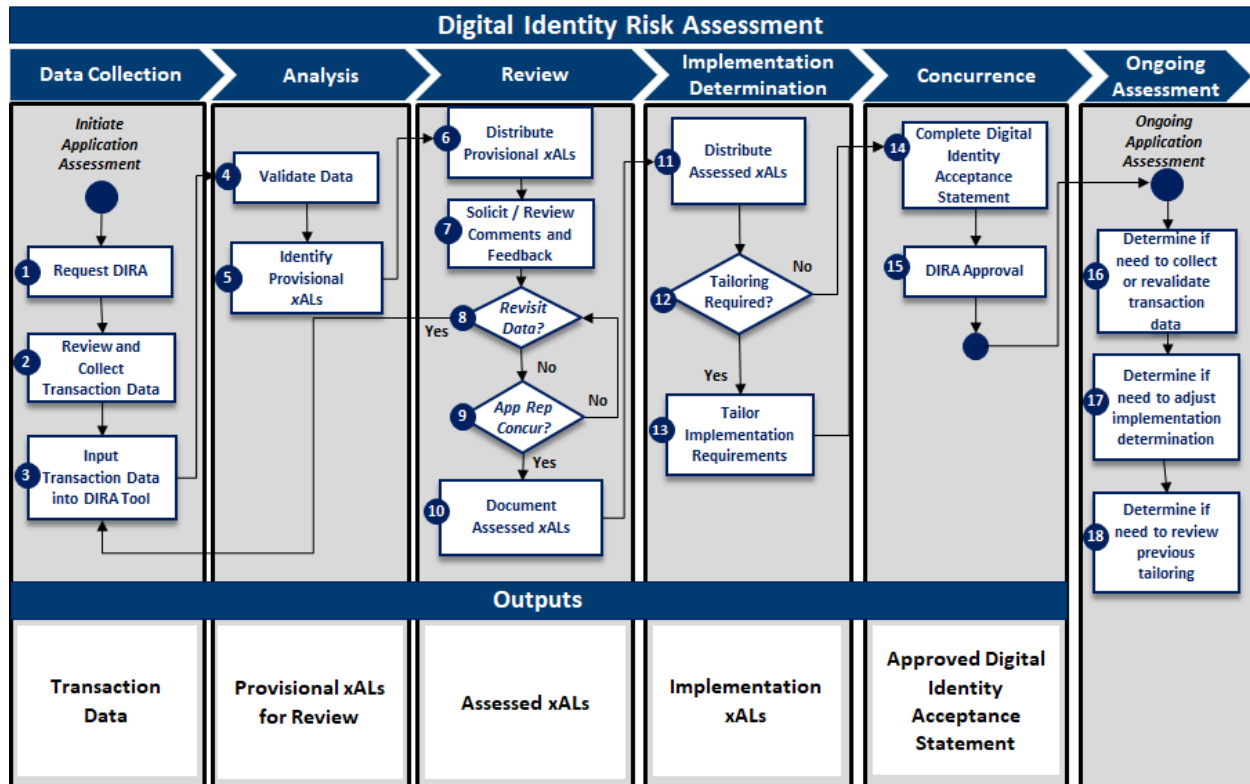 Digital Identity Risk Assessment
Data Collection
Analysis
Review
Implementation
Determination
Concurrence
Ongoing
Assessment
Initiate
Application
Assessment
1
Request DIRA
2
Review and
Collect
Transaction Data
3
Input
Transaction Data
into DIRA Tool
4
Validate Data
5
Identify
Provisional
xALs
6
Distribute
Provisional xALs
7
Solicit / Review
Comments and
Feedback
8
Revisit
Data?
Yes
No
9
App Rep
Concur?
No
Yes
10
Document
Assessed xALs
11
Distribute
Assessed xALs
12
Tailoring
Required?
No
Yes
13
Tailor
Implementation
Requirements
14
Complete Digital
Identity
Acceptance
Statement
15
DIRA Approval
Ongoing
Application
Assessment
16
Determine if
need to collect
or revalidate
transaction
data
17
Determine if
need to adjust
implementation
determination
18
Determine if
need to review
previous
tailoring
Outputs
Transaction
Data
Provisional xALs
for Review
Assessed xALs
Implementation
xALs
Approved Digital
Identity
Acceptance
Statement